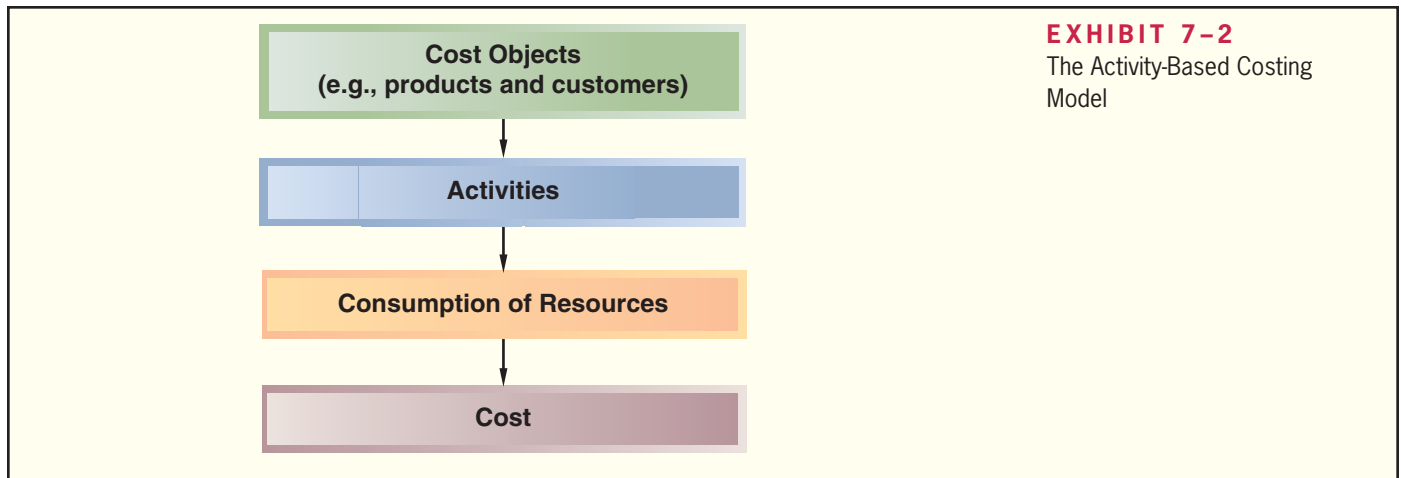 Cost Objects
(e.g., products and customers)
Activities
Consumption of Resources
Cost
EXHIBIT 7–2
The Activity-Based Costing
Model